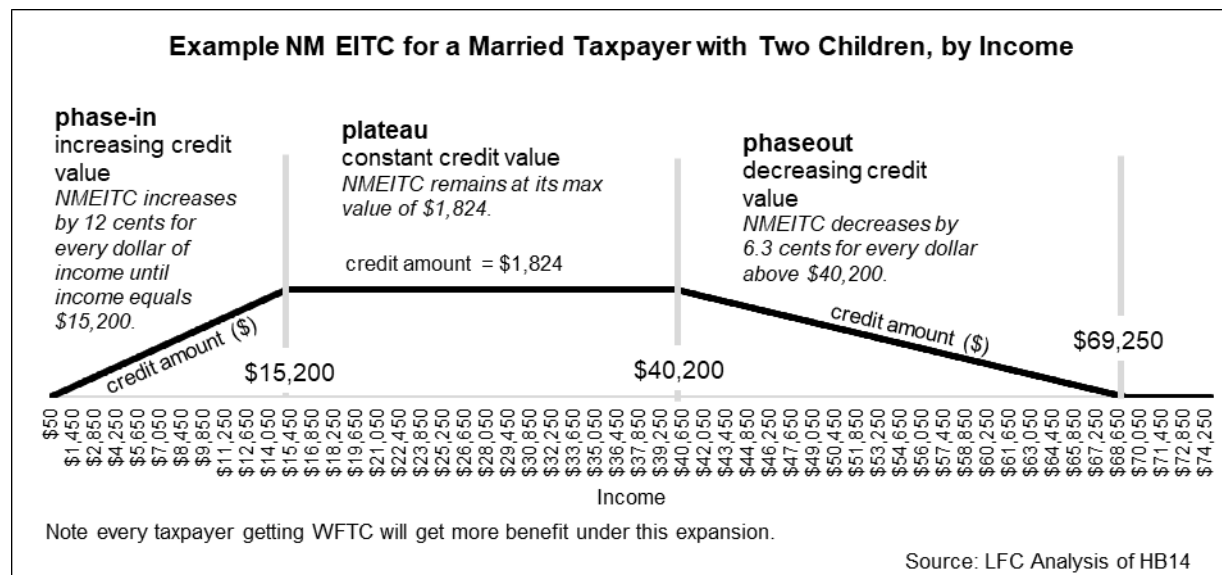 Example NM EITC for a Married Taxpayer with Two Children, by Income
phase-in
increasing credit
value
NMEITC increases
by 12 cents for
every dollar of
income until
income equals
$15,200.
plateau
constant credit value
NMEITC remains at its max
value of $1,824.
credit amount = $1,824
phaseout
decreasing credit
value
NMEITC decreases by
6.3 cents for every dollar
above $40,200.
credit amount ($)
$15,200
$40,200
credit amount ($)
$69,250
$50
$1,450
$2,850
$4,250
$5,650
$7,050
$8,450
$9,850
$11,250
$12,650
$14,050
$15,450
$16,850
$18,250
$19,650
$21,050
$22,450
$23,850
$25,250
$26,650
$28,050
$29,450
$30,850
$32,250
$33,650
$35,050
$36,450
$37,850
$39,250
$40,650
$42,050
$43,450
$44,850
$46,250
$47,650
$49,050
$50,450
$51,850
$53,250
$54,650
$56,050
$57,450
$58,850
$60,250
$61,650
$63,050
$64,450
$65,850
$67,250
$68,650
$70,050
$71,450
$72,850
$74,250
Income
Note every taxpayer getting WFTC will get more benefit under this expansion.
Source: LFC Analysis of HB14